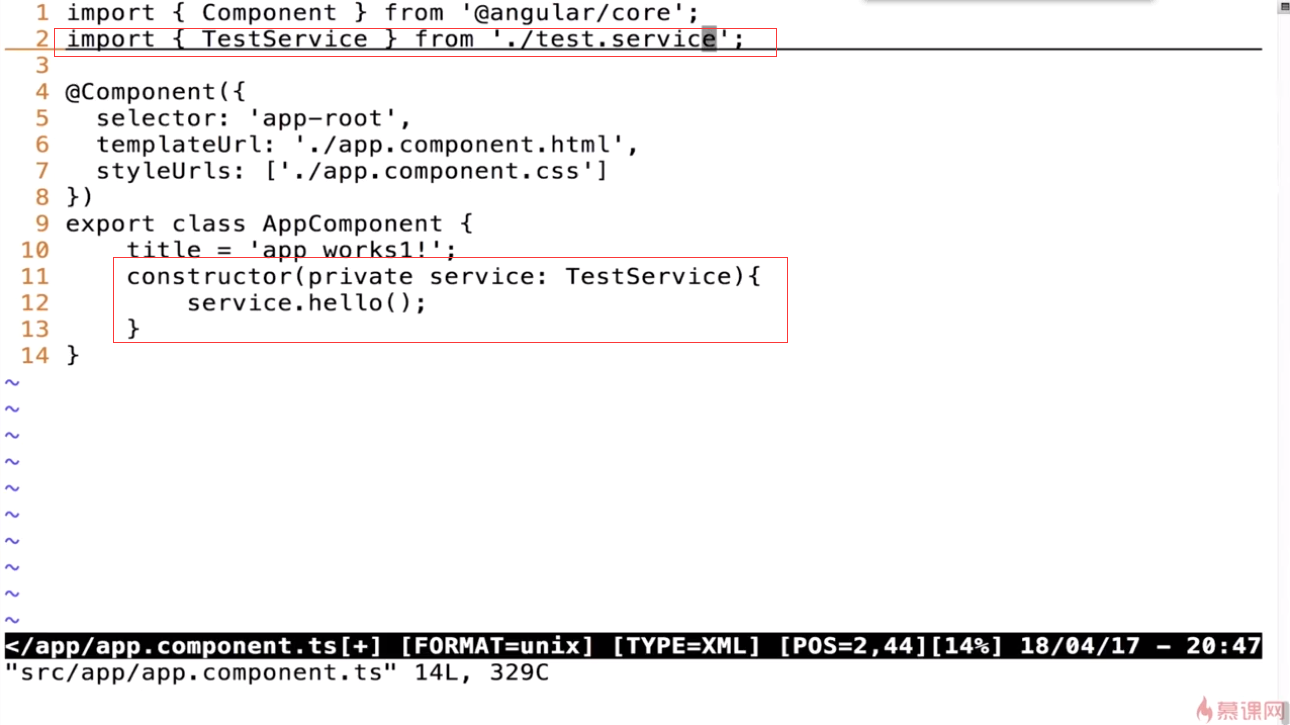 1 import { Component } from '@angular/core';
2 import { TestService } from './test.service';
3
4 @Component({
5   selector: 'app-root',
6   templateUrl: './app.component.html',
7   styleUrls: ['./app.component.css']
8 })
9 export class AppComponent {
10     title = 'app works1!';
11     constructor(private service: TestService){
12         service.hello();
13     }
14 }
~
~
~
~
~
~
~
~
~
~
</app/app.component.ts[+] [FORMAT=unix] [TYPE=XML] [POS=2,44][14%] 18/04/17 - 20:47
"src/app/app.component.ts" 14L, 329C
慕课网